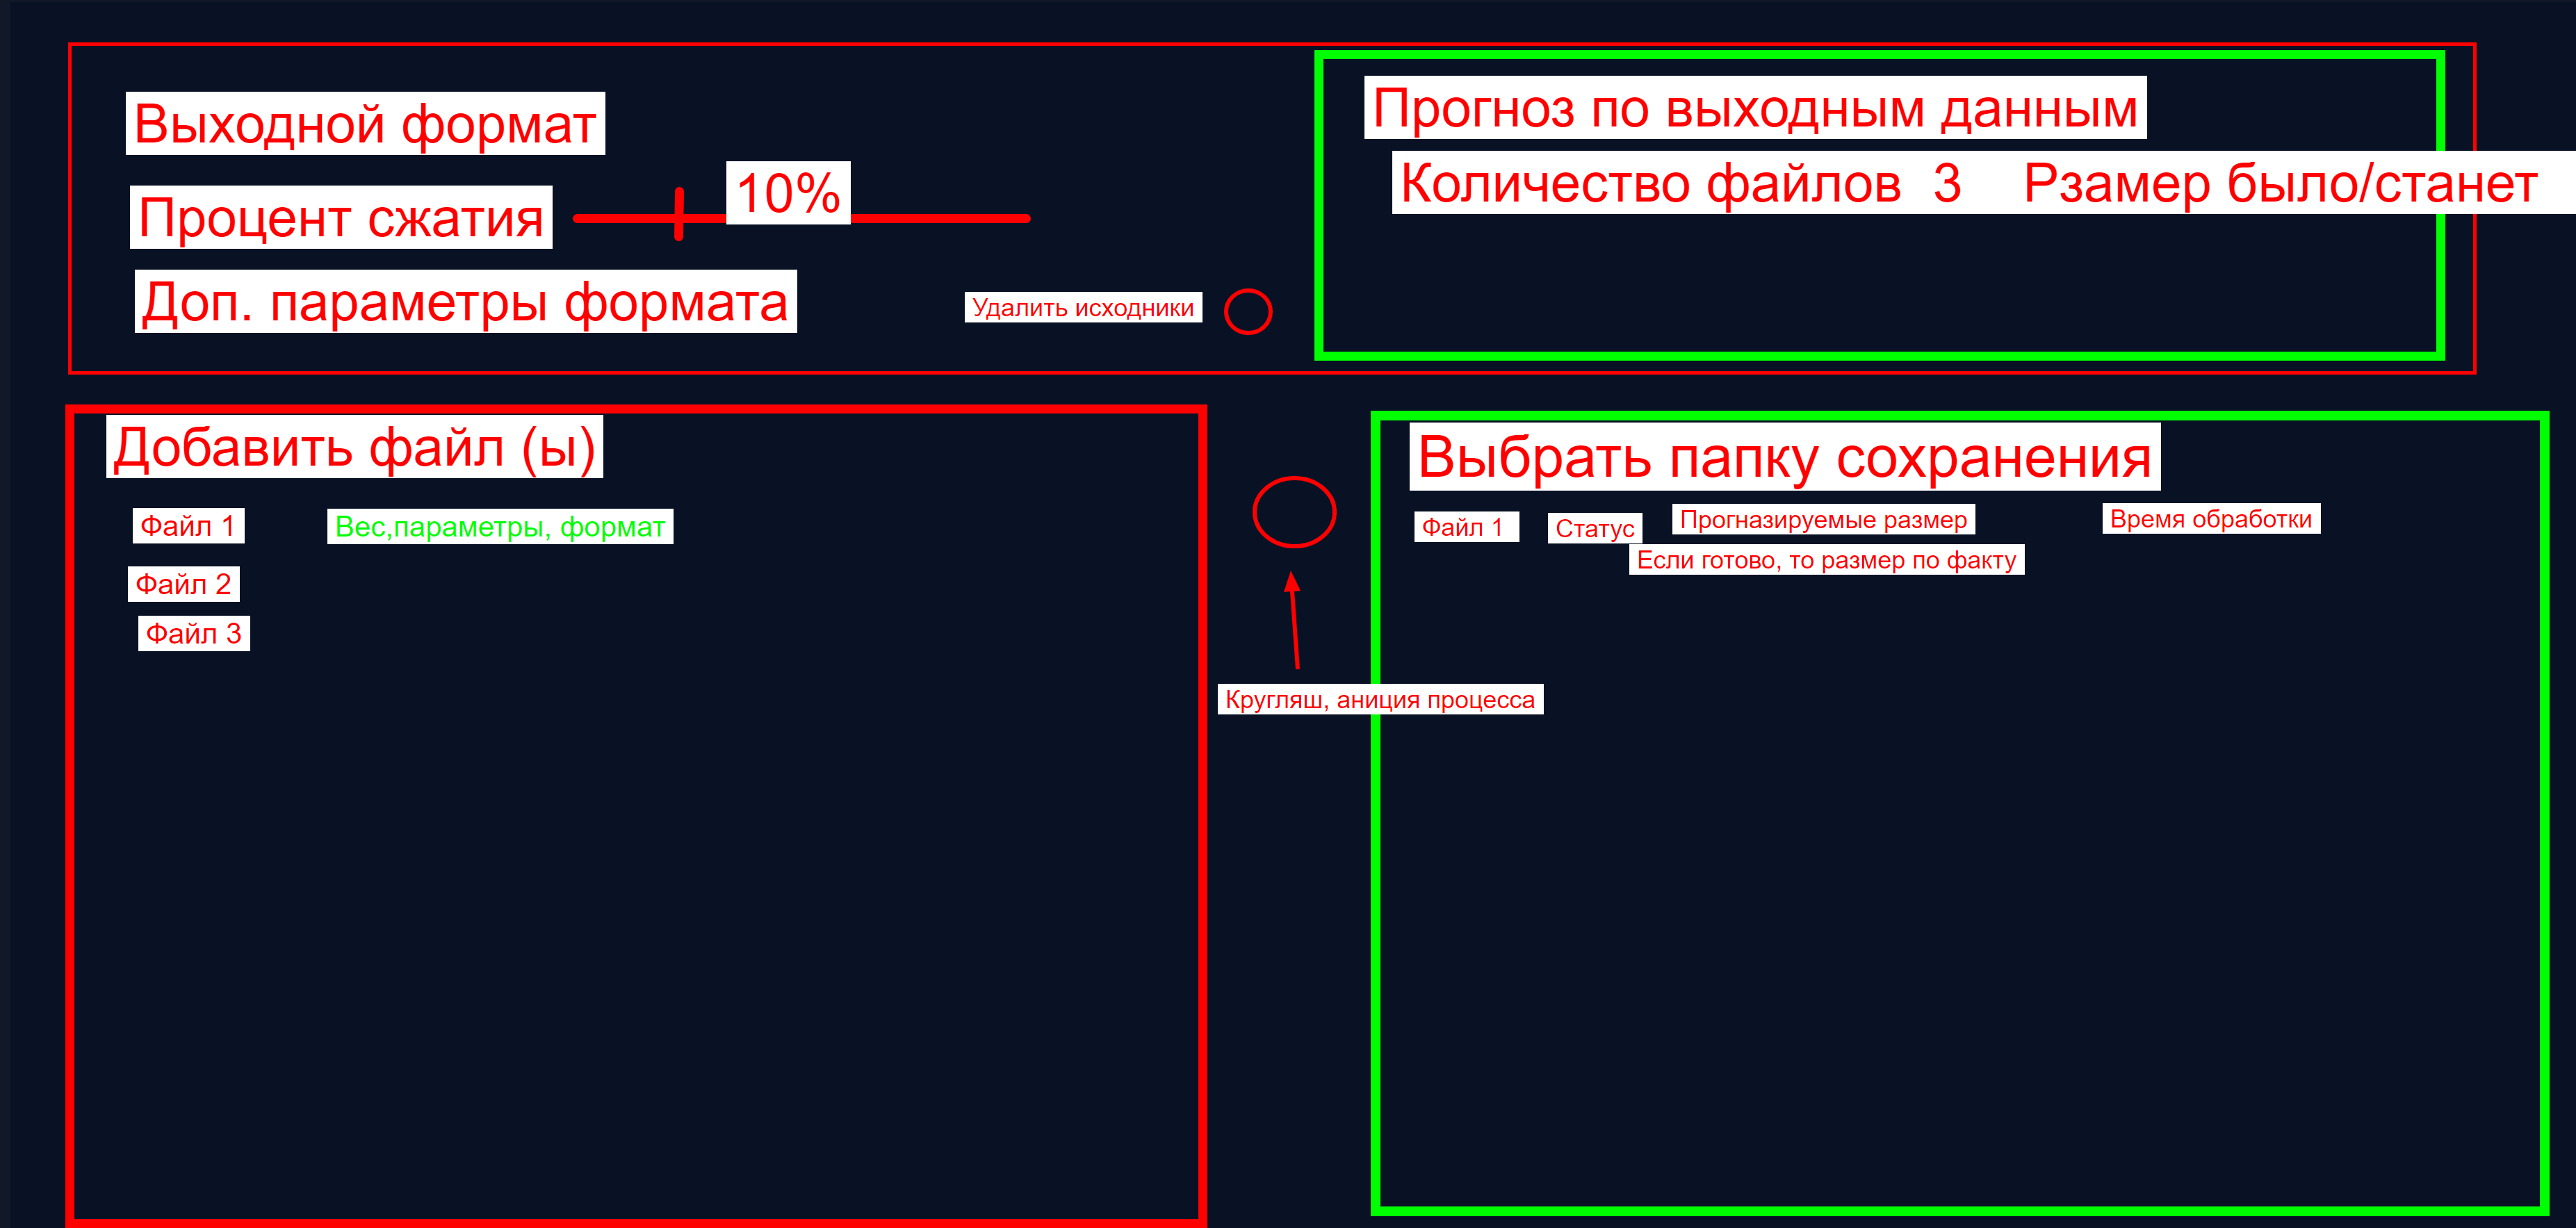 Выходной формат
Процент сжатия
10%
Доп. параметры формата
Удалить исходники
Прогноз по выходным данным
Количество файлов 3 Рзамер было/станет
Добавить файл (ы)
Файл 1 Вес,параметры, формат
Файл 2
Файл 3
Кругляш, аниция процесса
Выбрать папку сохранения
Файл 1 Статус Прогназируемые размер Время обработки
Если готово, то размер по факту